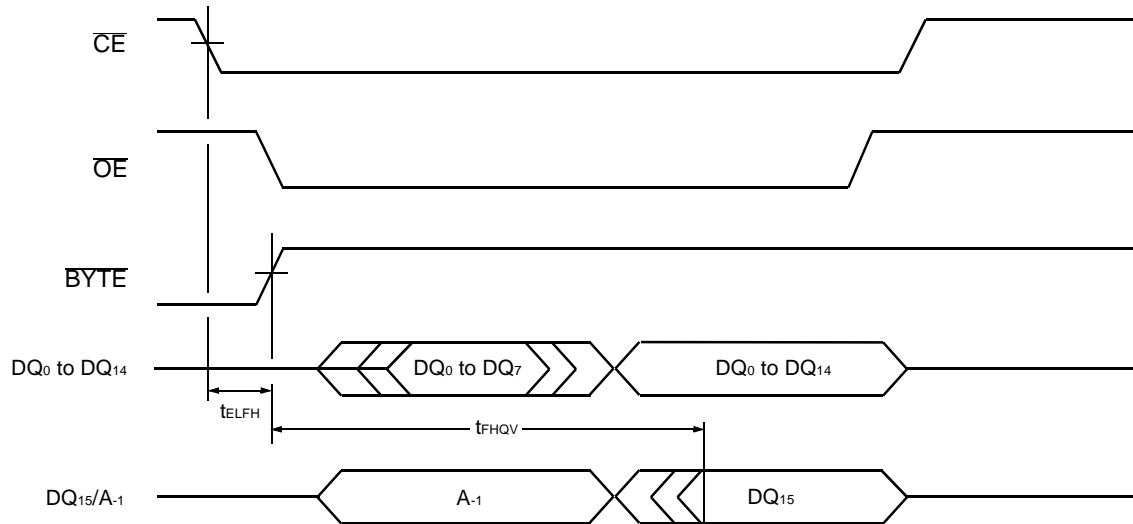 CE
OE
BYTE
DQ0 to DQ14
DQ0 to DQ7
DQ0 to DQ14
tELFH
tFHQV
DQ15/A-1
A-1
DQ15